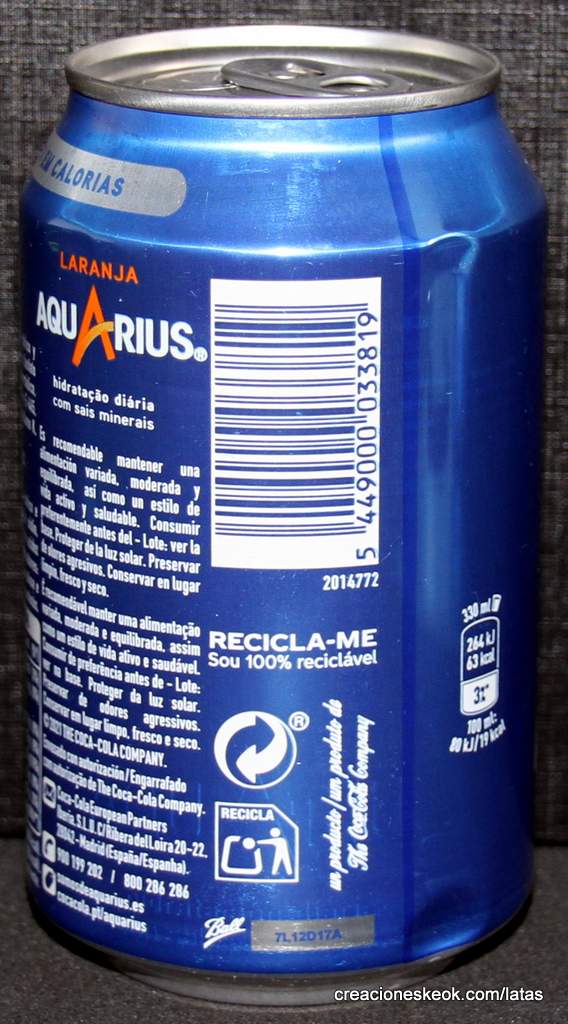 CALORIAS
LARANJA
AQUARIUS®
hidratação diária
com sais minerais
Es recomendable mantener una
alimentación variada, moderada y
equilibrada, así como un estilo de
vida activo y saludable. Consumir
preferentemente antes del - Lote: ver la
base. Proteger de la luz solar. Preservar
de olores agresivos. Conservar en lugar
limpio, fresco y seco.
É recomendável manter uma alimentação
variada, moderada e equilibrada, assim
como um estilo de vida ativo e saudável.
Consumir de preferência antes de - Lote:
ver na base. Proteger da luz solar.
Preservar de odores agressivos.
Conservar em lugar limpo, fresco e seco.
© 2017 THE COCA-COLA COMPANY.
Envasado con autorización / Engarrafado
com autorização de The Coca-Cola Company.
Coca-Cola European Partners
Iberia, S.L.U. C/ Ribera del Loira 20-22.
28042-Madrid (España/Espanha).
900 199 202 / 800 286 286
somosdeaquarius.es
cocacola.pt/aquarius
5 449000 033819
2014772
RECICLA-ME
Sou 100% reciclável
®
RECICLA
un producto / um produto de
The Coca-Cola Company
Ball
7L12D17A
330 ml
264 kJ
63 kcal
3%*
100 ml:
80 kJ/19 kcal
creacioneskeok.com/latas